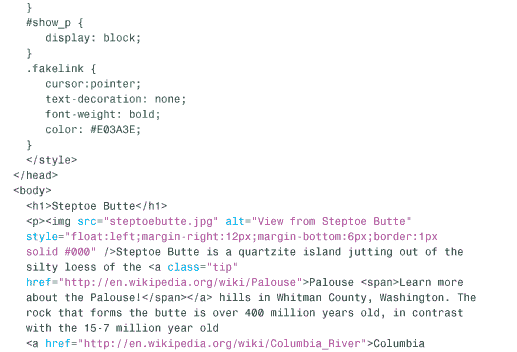 }
#show_p {
display: block;
}
.fakelink {
cursor:pointer;
text-decoration: none;
font-weight: bold;
color: #E03A3E;
}
</style>
</head>
<body>
<h1>Steptoe Butte</h1>
<p><img src="steptoebutte.jpg" alt="View from Steptoe Butte"
style="float:left;margin-right:12px;margin-bottom:6px;border:1px
solid #000" />Steptoe Butte is a quartzite island jutting out of the
silty loess of the <a class="tip"
href="http://en.wikipedia.org/wiki/Palouse">Palouse <span>Learn more
about the Palouse!</span></a> hills in Whitman County, Washington. The
rock that forms the butte is over 400 million years old, in contrast
with the 15-7 million year old
<a href="http://en.wikipedia.org/wiki/Columbia_River">Columbia